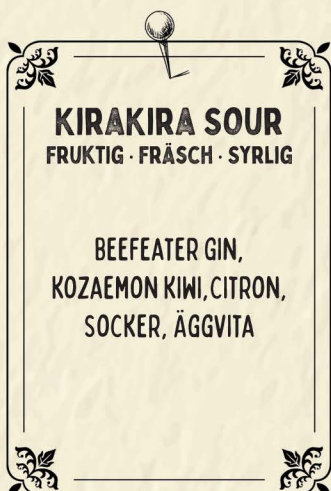 KIRAKIRA SOUR
FRUKTIG · FRÄSCH · SYRLIG
BEEFEATER GIN,
KOZAEMON KIWI, CITRON,
SOCKER, ÄGGVITA